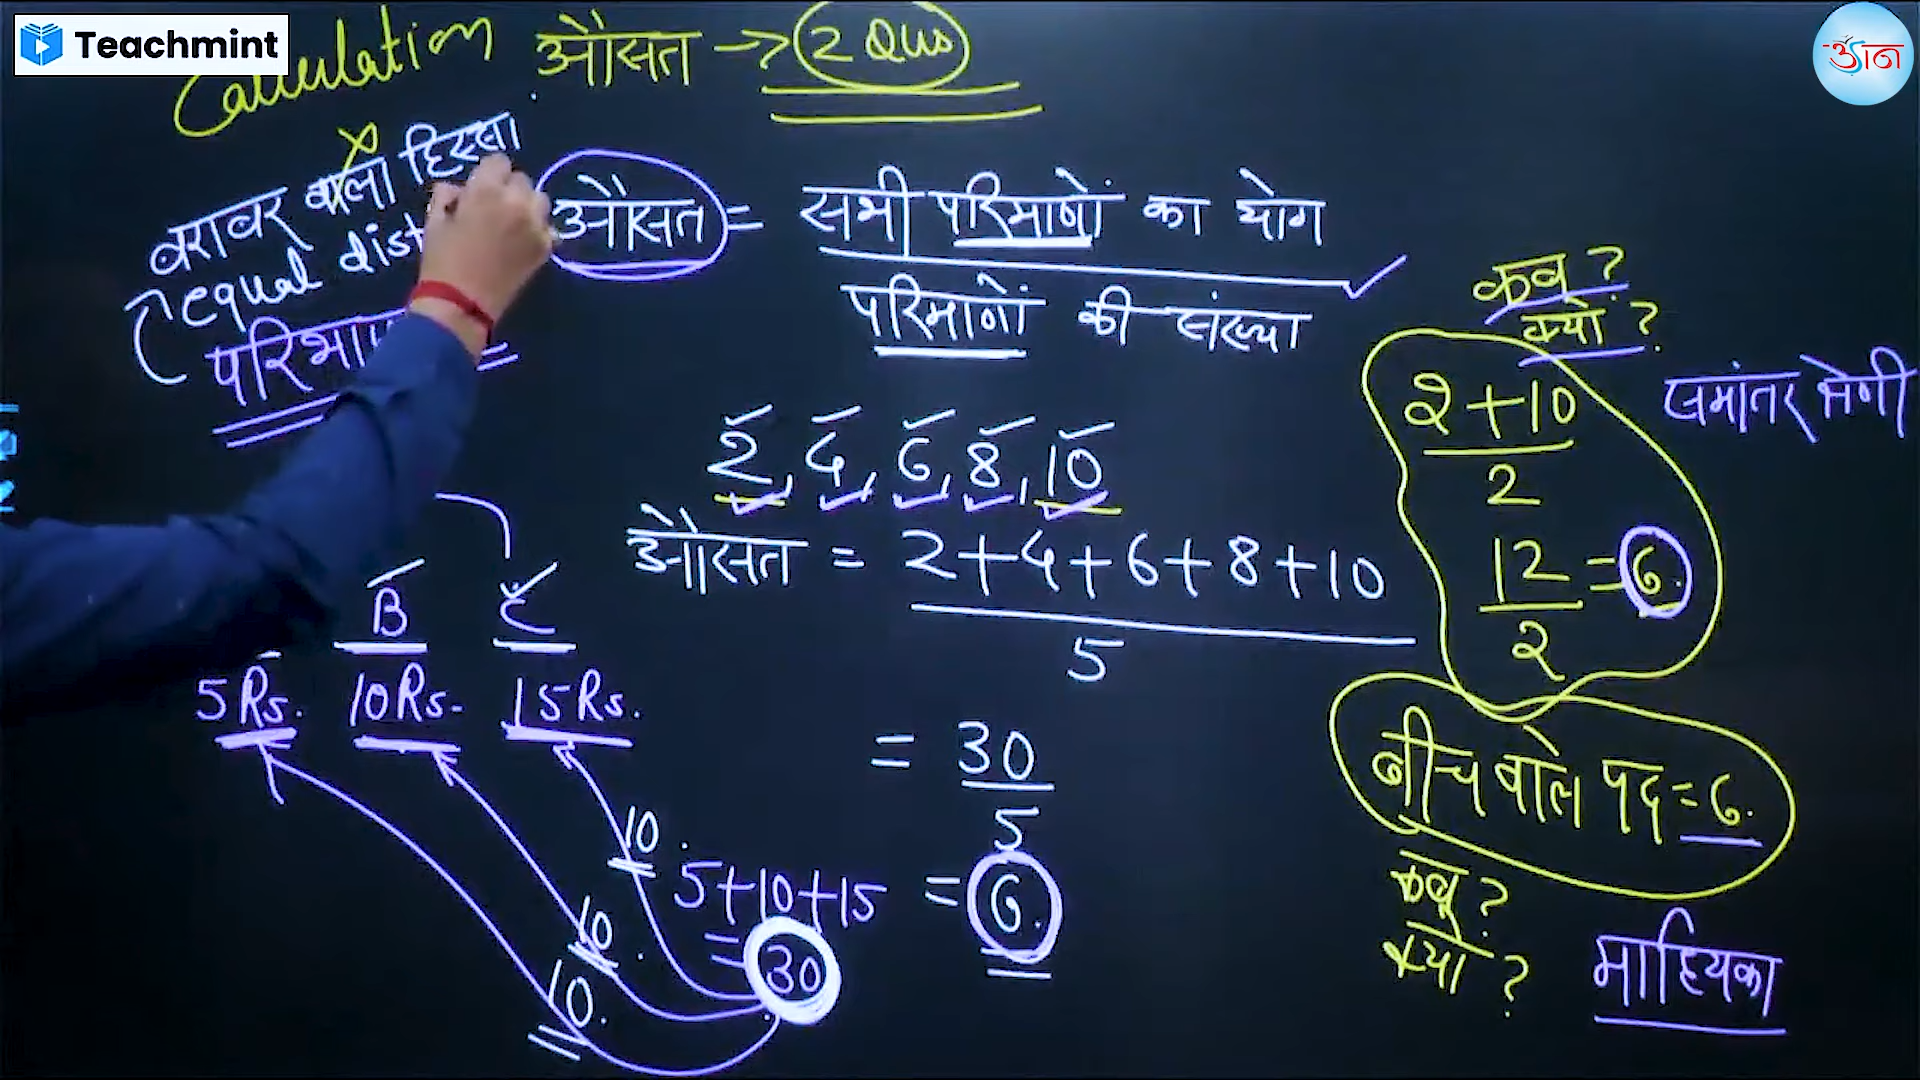 Teachmint
ज्ञान
Calculation औसत → 2 Qus
बराबर वाला हिस्सा
equal dist
औसत = सभी परिमाणों का योग
परिमाणों की संख्या
=
कब ?
क्यों ?
2+10
2
12 = 6.
2
समांतर श्रेणी
2, 4, 6, 8, 10
औसत = 2+4+6+8+10
5
= 30
5
= 6.
B C
5Rs. 10Rs. 15Rs.
10.
10.
10.
5+10+15
= 30
बीच वाले पद = 6.
कब ?
क्यों ?
माध्यिका